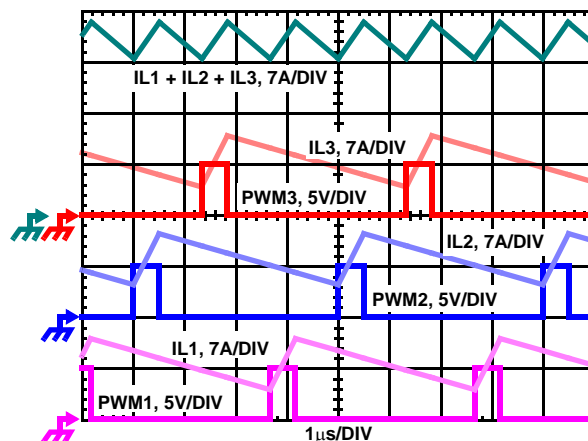 IL1 + IL2 + IL3, 7A/DIV
IL3, 7A/DIV
PWM3, 5V/DIV
IL2, 7A/DIV
PWM2, 5V/DIV
IL1, 7A/DIV
PWM1, 5V/DIV
1μs/DIV